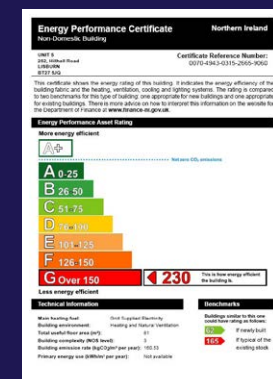 Energy Performance Certificate
Northern Ireland
Non-Domestic Building
UNIT 5
252, Hillhall Road
LISBURN
BT27 5JQ
Certificate Reference Number:
0070-4943-0315-2665-9060
This certificate shows the energy rating of this building. It indicates the energy efficiency of the
building fabric and the heating, ventilation, cooling and lighting systems. The rating is compared
to two benchmarks for this type of building: one appropriate for new buildings and one appropriate
for existing buildings. There is more advice on how to interpret this information on the website for
the Department of Finance at www.finance-ni.gov.uk.
Energy Performance Asset Rating
More energy efficient
A+
Net zero CO₂ emissions
A 0-25
B 26-50
C 51-75
D 76-100
E 101-125
F 126-150
G Over 150
230
This is how energy efficient
the building is.
Less energy efficient
Technical Information
Main heating fuel: Grid Supplied Electricity
Building environment: Heating and Natural Ventilation
Total useful floor area (m²): 61
Building complexity (NOS level): 3
Building emission rate (kgCO₂/m² per year):
Primary energy use (kWh/m² per year): Not available
Benchmarks
Buildings similar to this one
could have rating as follows:
62
If newly built
165
If typical of the
existing stock